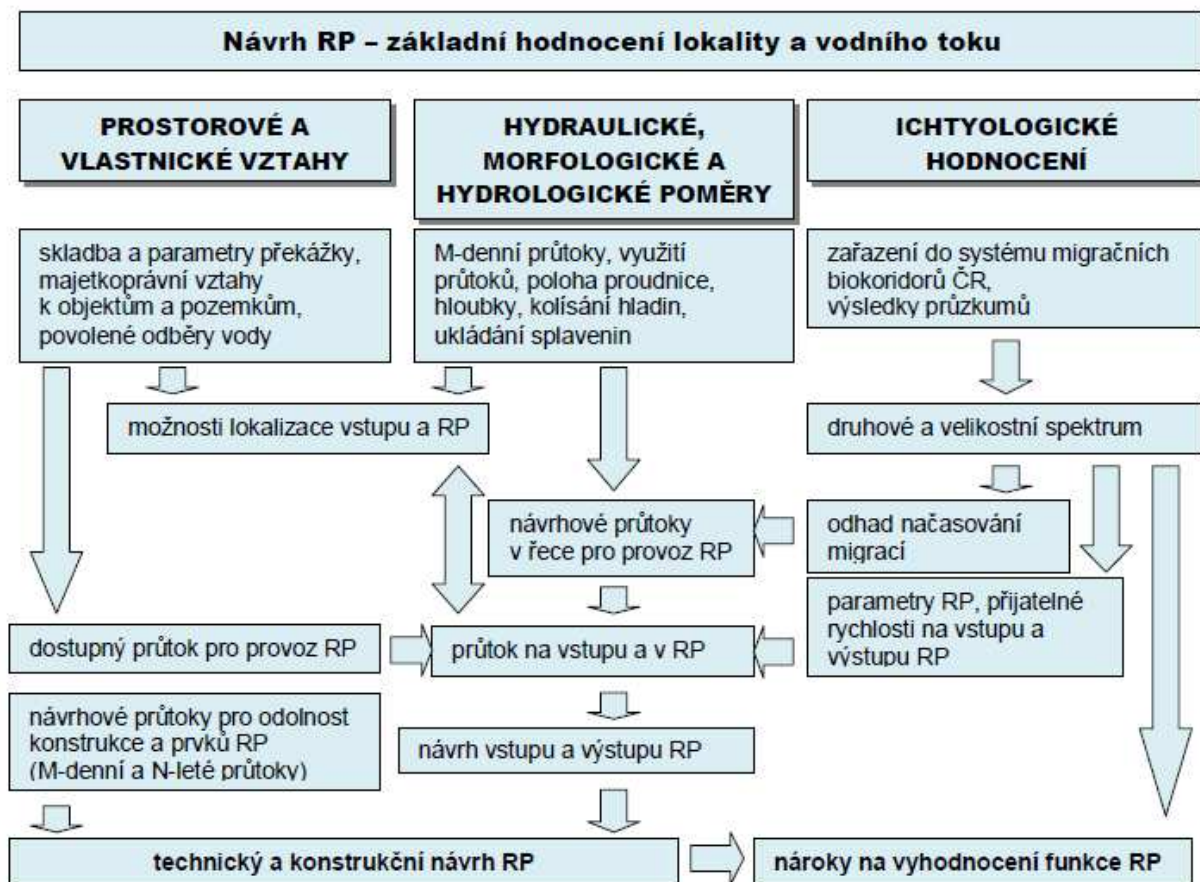 Návrh RP – základní hodnocení lokality a vodního toku
PROSTOROVÉ A
VLASTNICKÉ VZTAHY
HYDRAULICKÉ,
MORFOLOGICKÉ A
HYDROLOGICKÉ POMĚRY
ICHTYOLOGICKÉ
HODNOCENÍ
skladba a parametry překážky,
majetkoprávní vztahy
k objektům a pozemkům,
povolené odběry vody
M-denní průtoky, využití
průtoků, poloha proudnice,
hloubky, kolísání hladin,
ukládání splavenin
zařazení do systému migračních
biokoridorů ČR,
výsledky průzkumů
možnosti lokalizace vstupu a RP
druhové a velikostní spektrum
návrhové průtoky
v řece pro provoz RP
odhad načasování
migrací
dostupný průtok pro provoz RP
průtok na vstupu a v RP
parametry RP, přijatelné
rychlosti na vstupu a
výstupu RP
návrhové průtoky pro odolnost
konstrukce a prvků RP
(M-denní a N-leté průtoky)
návrh vstupu a výstupu RP
technický a konstrukční návrh RP
nároky na vyhodnocení funkce RP